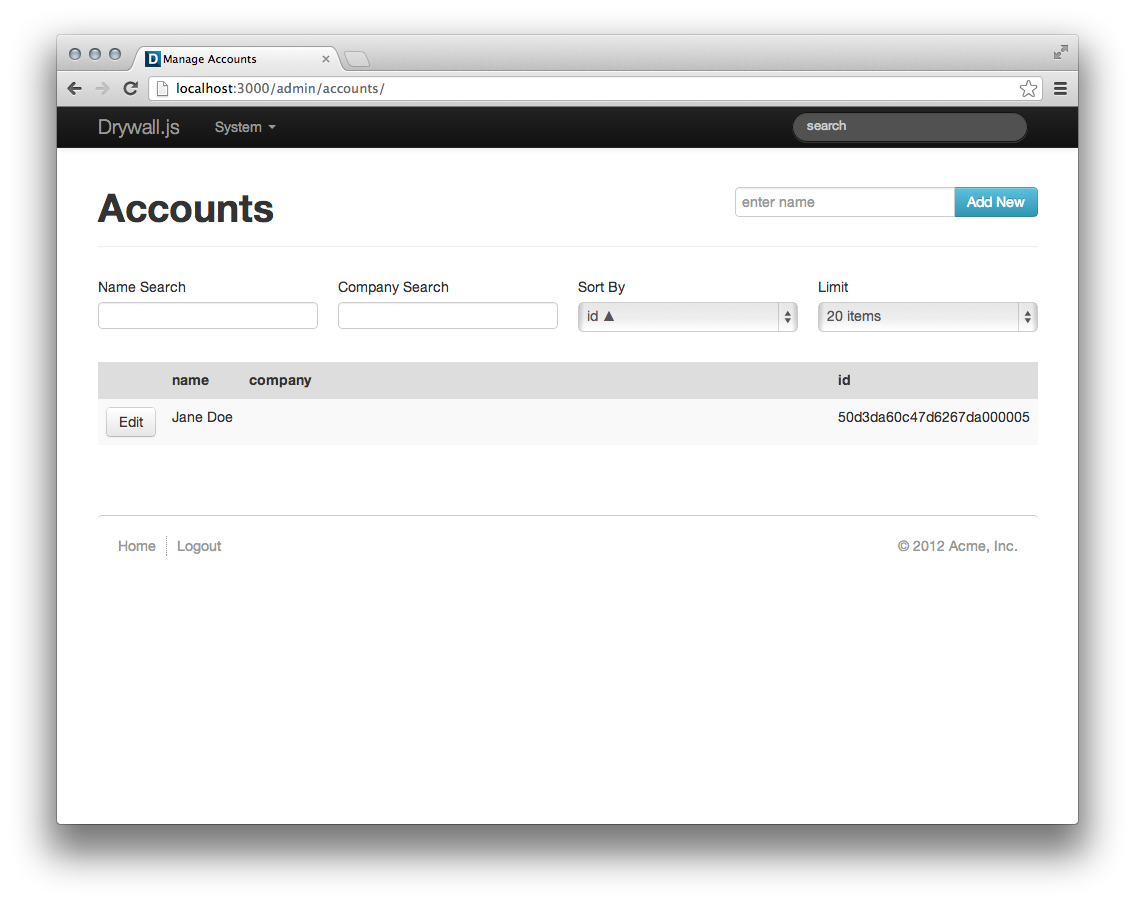 Manage Accounts
localhost:3000/admin/accounts/
Drywall.js System search
Accounts enter name Add New
Name Search Company Search Sort By Limit
id ▲ 20 items
name company id
Edit Jane Doe 50d3da60c47d6267da000005
Home Logout © 2012 Acme, Inc.